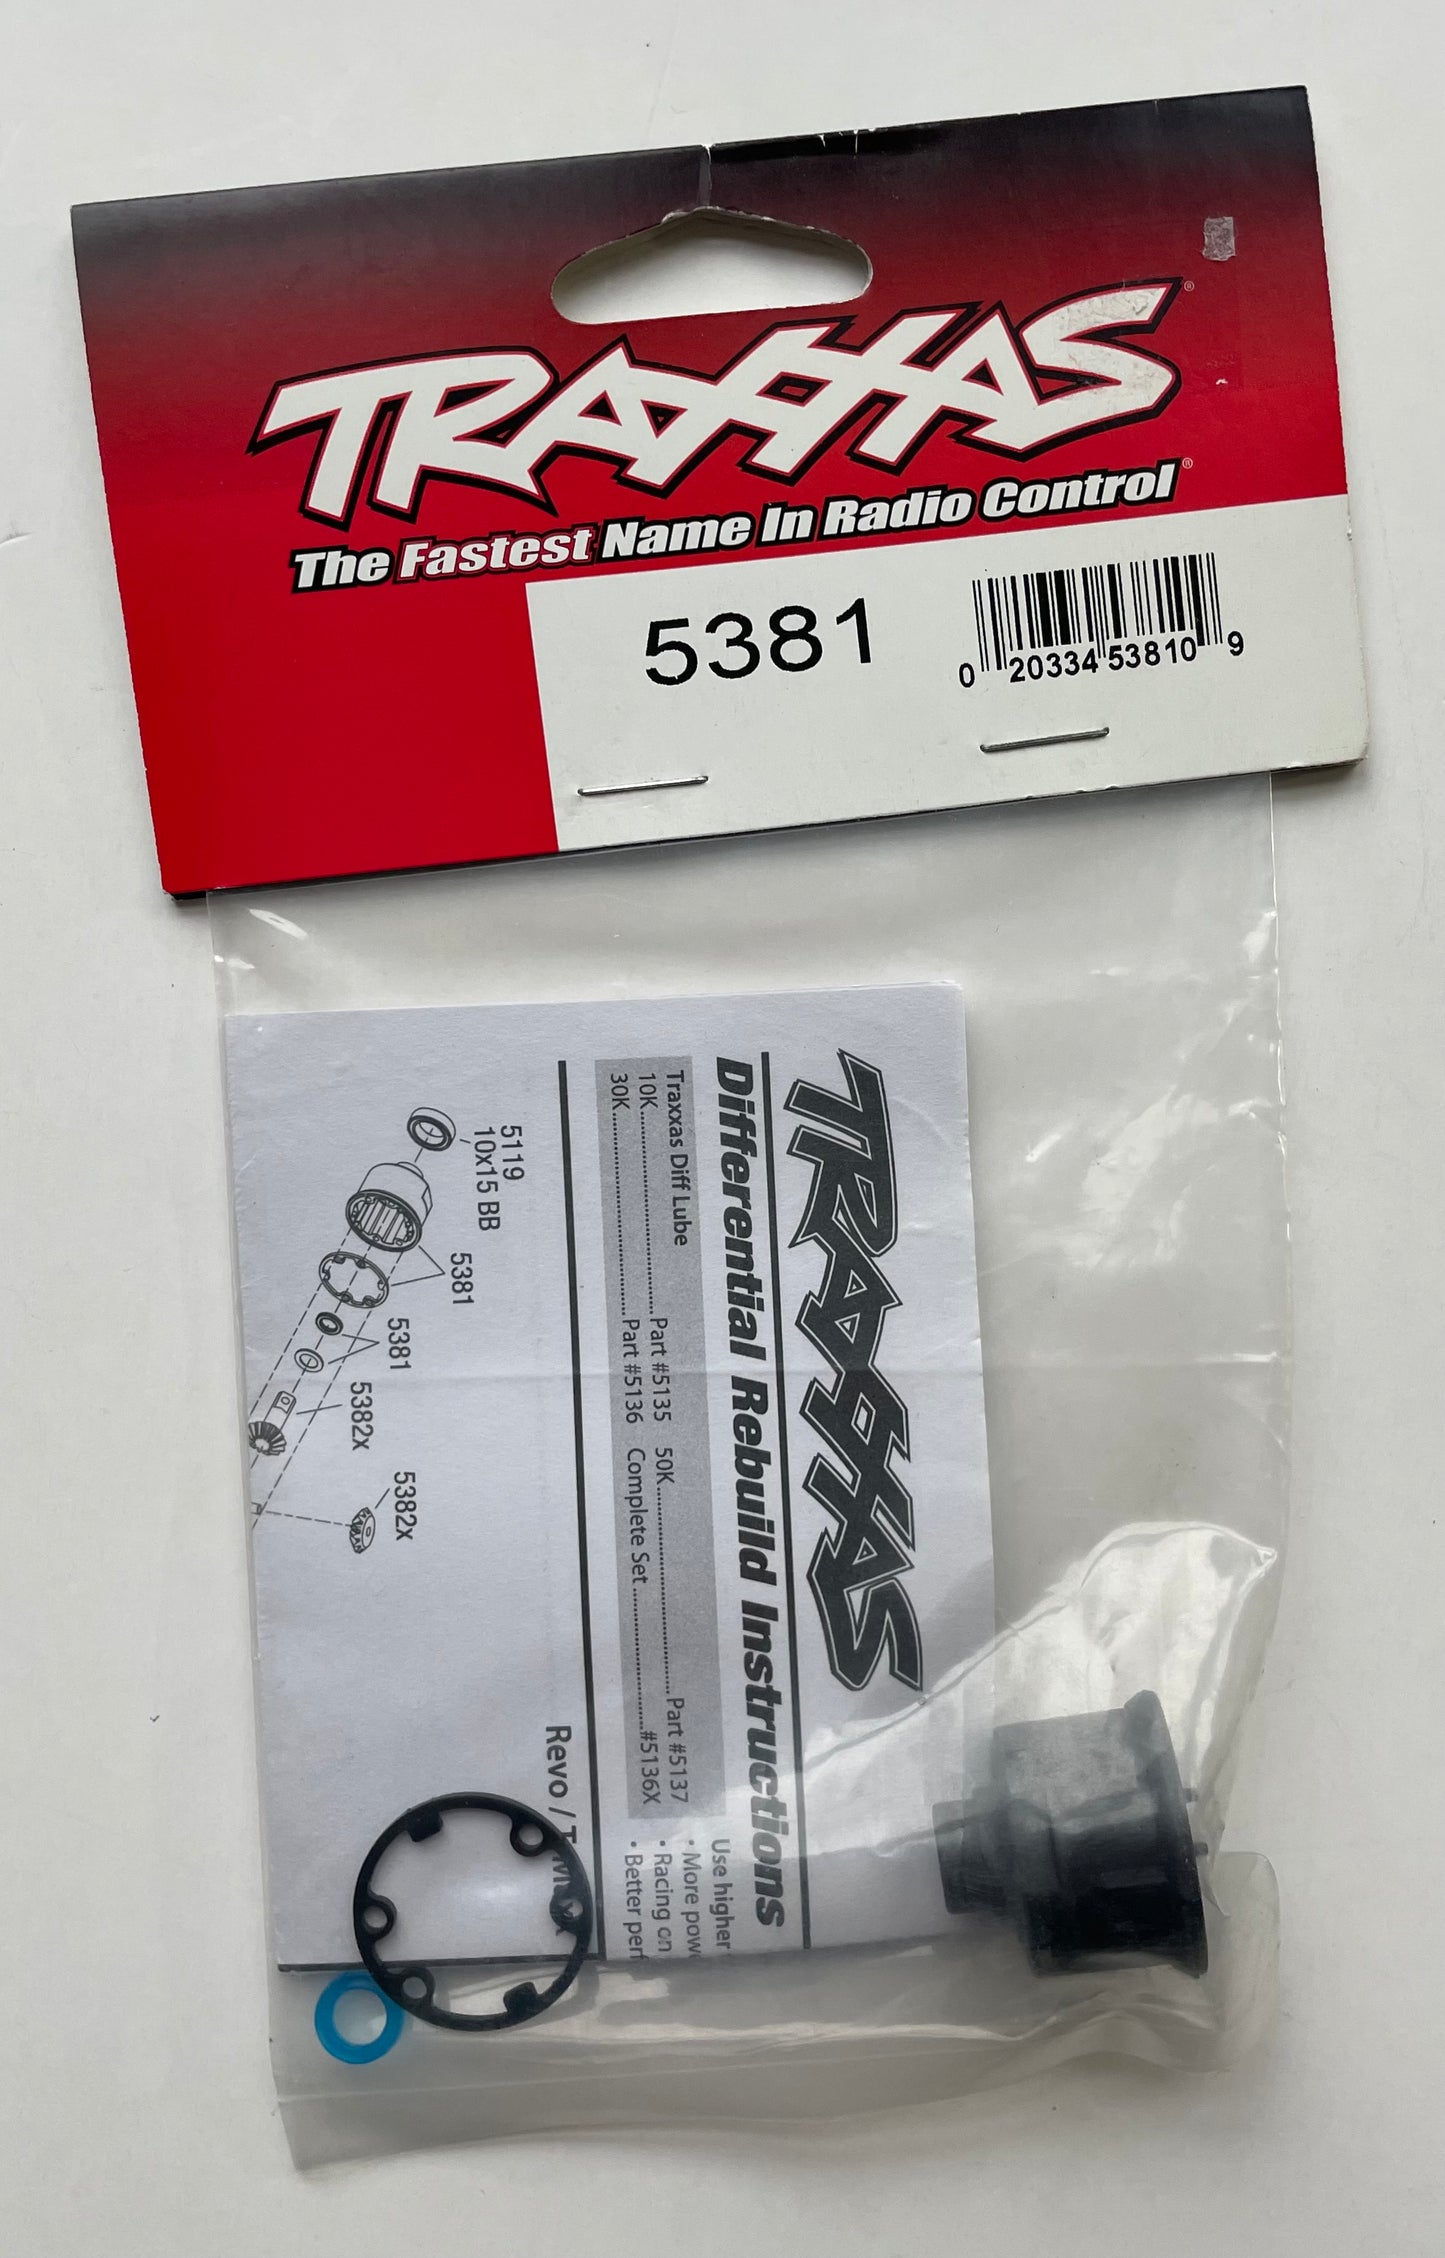 TRAXXAS®
The Fastest Name In Radio Control®
5381
0 20334 53810 9
TRAXXAS
Differential Rebuild Instructions
Traxxas Diff Lube
10K.......................... Part #5135 50K.......................... Part #5137
30K.......................... Part #5136 Complete Set ..................#5136X
Use higher
• More pow
• Racing on
• Better perf
Revo /
5119
10x15 BB
5381
5381
5382x
5382x